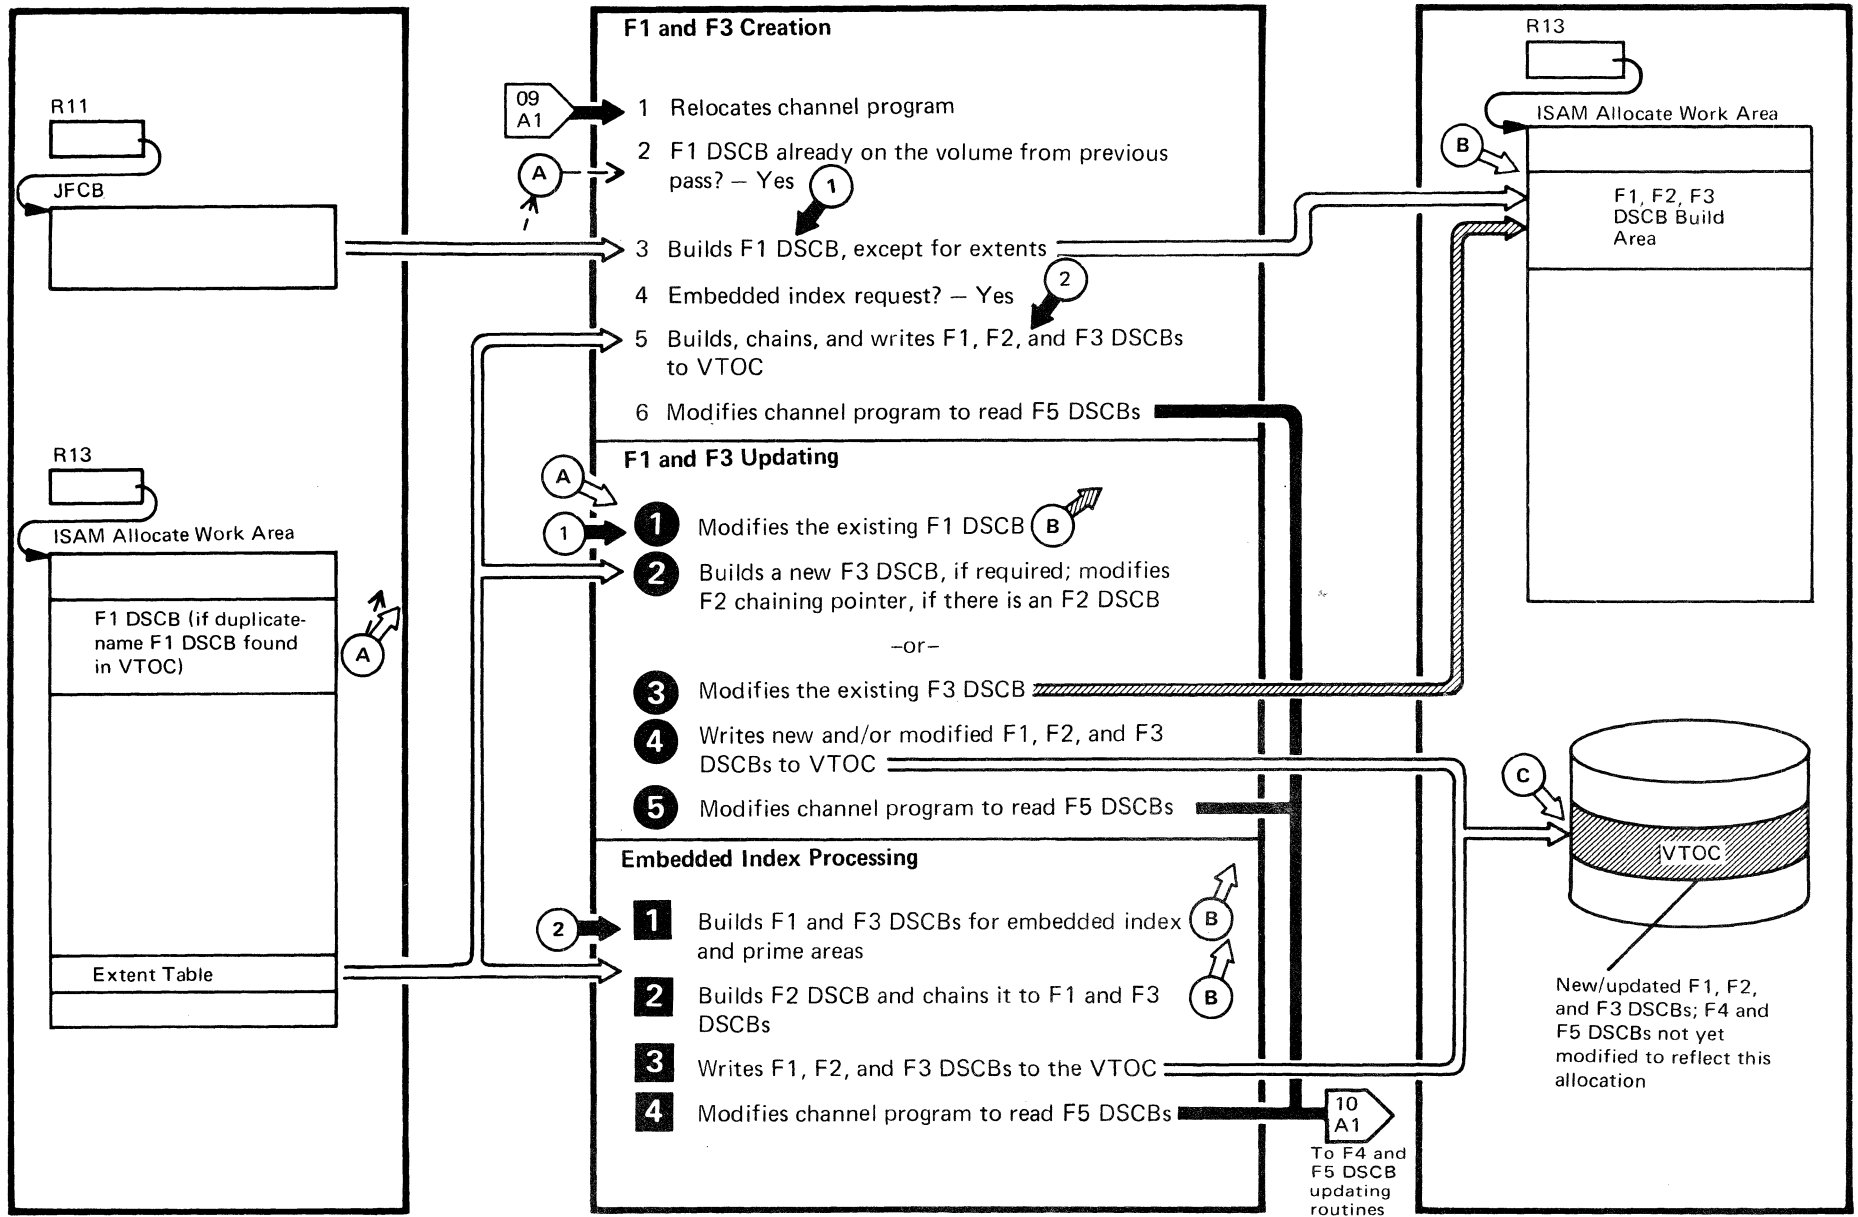 R11
JFCB
R13
ISAM Allocate Work Area
F1 DSCB (if duplicate-
name F1 DSCB found
in VTOC)
A
Extent Table
F1 and F3 Creation
09
A1
1 Relocates channel program
A
2 F1 DSCB already on the volume from previous
pass? – Yes
1
3 Builds F1 DSCB, except for extents
2
4 Embedded index request? – Yes
5 Builds, chains, and writes F1, F2, and F3 DSCBs
to VTOC
6 Modifies channel program to read F5 DSCBs
F1 and F3 Updating
A
1
1 Modifies the existing F1 DSCB
B
2 Builds a new F3 DSCB, if required; modifies
F2 chaining pointer, if there is an F2 DSCB
–or–
3 Modifies the existing F3 DSCB
4 Writes new and/or modified F1, F2, and F3
DSCBs to VTOC
5 Modifies channel program to read F5 DSCBs
Embedded Index Processing
2
1 Builds F1 and F3 DSCBs for embedded index
and prime areas
B
2 Builds F2 DSCB and chains it to F1 and F3
DSCBs
B
3 Writes F1, F2, and F3 DSCBs to the VTOC
4 Modifies channel program to read F5 DSCBs
10
A1
To F4 and
F5 DSCB
updating
routines
R13
ISAM Allocate Work Area
B
F1, F2, F3
DSCB Build
Area
C
VTOC
New/updated F1, F2,
and F3 DSCBs; F4 and
F5 DSCBs not yet
modified to reflect this
allocation